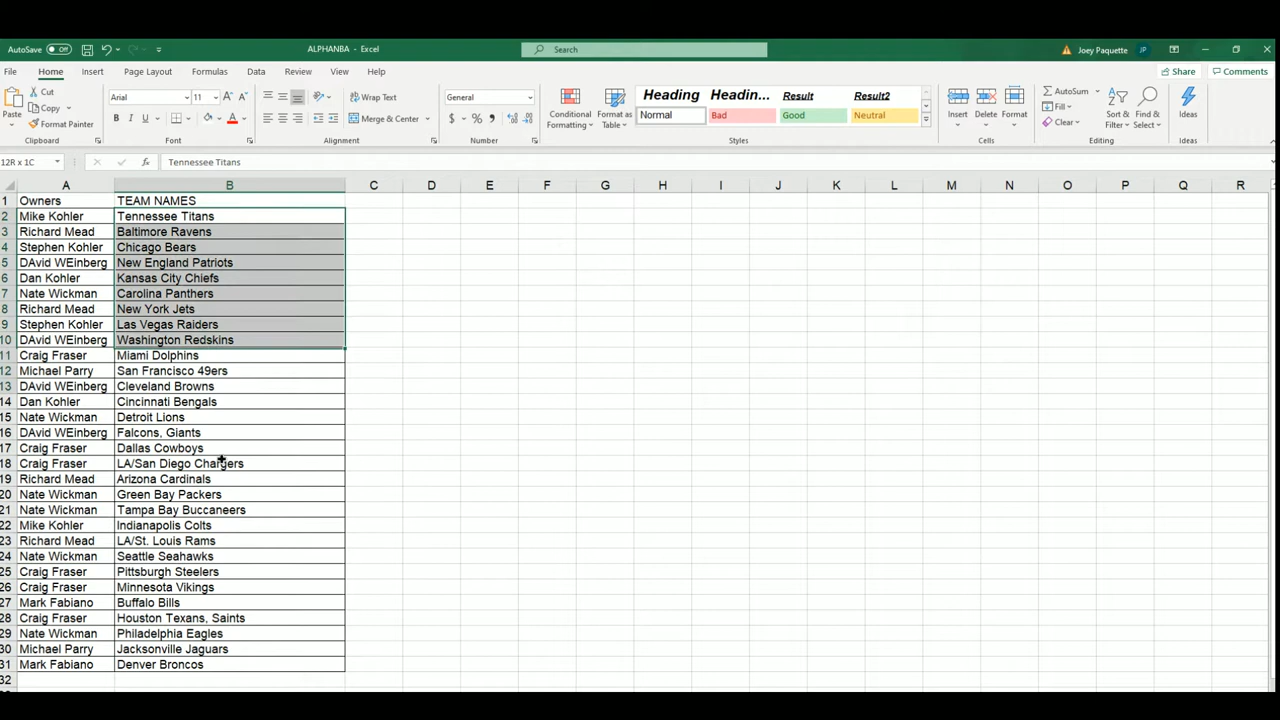 AutoSave Off ALPHANBA - Excel Search Joey Paquette JP
File Home Insert Page Layout Formulas Data Review View Help Share Comments
Cut Arial 11 Wrap Text General Heading Headin... Result Result2 AutoSum
Copy Fill
Paste Format Painter B I U A Merge & Center $ % Conditional Formatting Format as Table Normal Bad Good Neutral Insert Delete Format Clear Sort & Filter Find & Select Ideas
Clipboard Font Alignment Number Styles Cells Editing Ideas
12R x 1C fx Tennessee Titans
A B C D E F G H I J K L M N O P Q R
1 Owners TEAM NAMES
2 Mike Kohler Tennessee Titans
3 Richard Mead Baltimore Ravens
4 Stephen Kohler Chicago Bears
5 DAvid WEinberg New England Patriots
6 Dan Kohler Kansas City Chiefs
7 Nate Wickman Carolina Panthers
8 Richard Mead New York Jets
9 Stephen Kohler Las Vegas Raiders
10 DAvid WEinberg Washington Redskins
11 Craig Fraser Miami Dolphins
12 Michael Parry San Francisco 49ers
13 DAvid WEinberg Cleveland Browns
14 Dan Kohler Cincinnati Bengals
15 Nate Wickman Detroit Lions
16 DAvid WEinberg Falcons, Giants
17 Craig Fraser Dallas Cowboys
18 Craig Fraser LA/San Diego Chargers
19 Richard Mead Arizona Cardinals
20 Nate Wickman Green Bay Packers
21 Nate Wickman Tampa Bay Buccaneers
22 Mike Kohler Indianapolis Colts
23 Richard Mead LA/St. Louis Rams
24 Nate Wickman Seattle Seahawks
25 Craig Fraser Pittsburgh Steelers
26 Craig Fraser Minnesota Vikings
27 Mark Fabiano Buffalo Bills
28 Craig Fraser Houston Texans, Saints
29 Nate Wickman Philadelphia Eagles
30 Michael Parry Jacksonville Jaguars
31 Mark Fabiano Denver Broncos
32